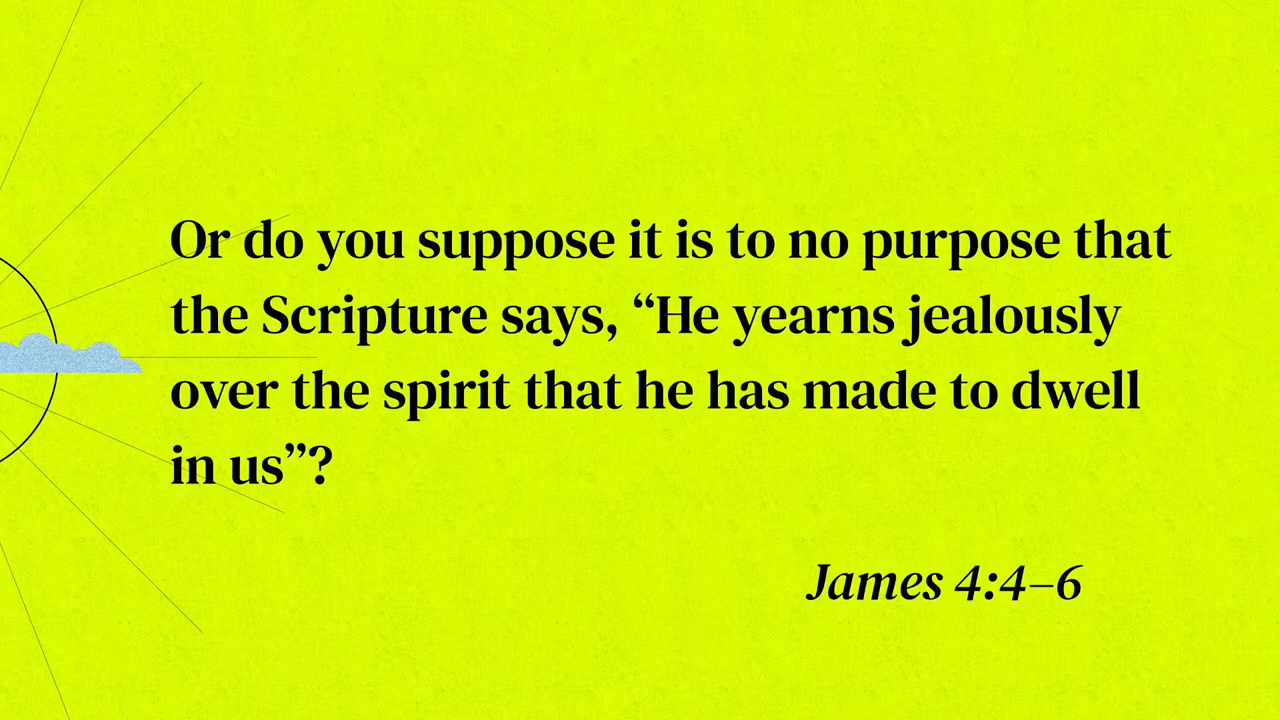 Or do you suppose it is to no purpose that
the Scripture says, “He yearns jealously
over the spirit that he has made to dwell
in us”?
James 4:4–6